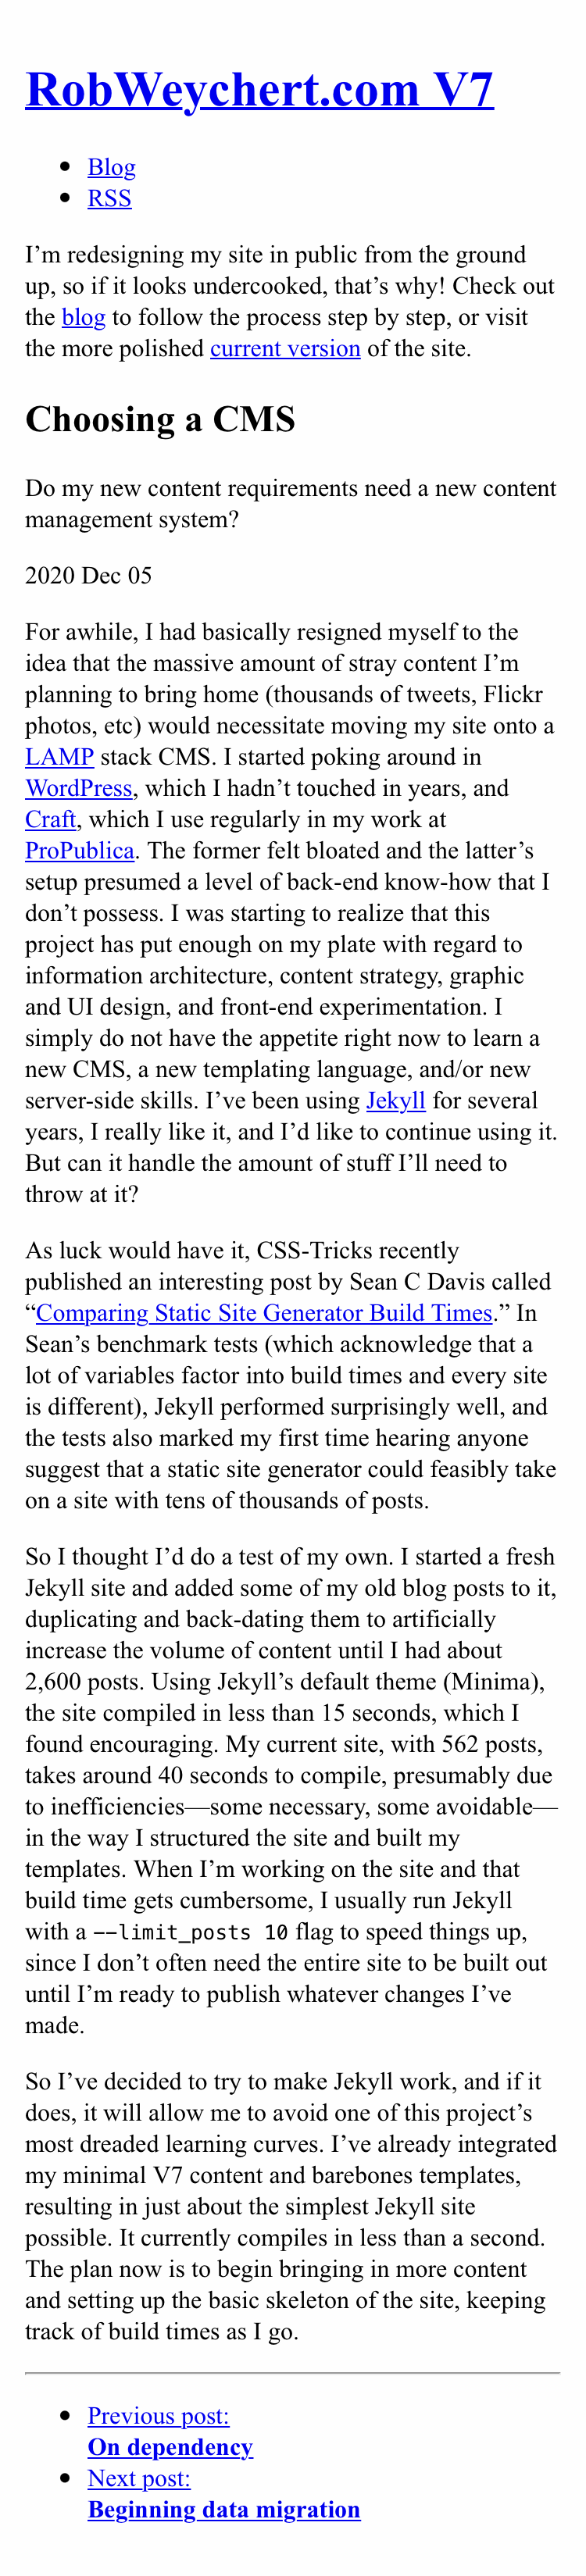 RobWeychert.com V7
Blog
RSS
I’m redesigning my site in public from the ground
up, so if it looks undercooked, that’s why! Check out
the blog to follow the process step by step, or visit
the more polished current version of the site.
Choosing a CMS
Do my new content requirements need a new content
management system?
2020 Dec 05
For awhile, I had basically resigned myself to the
idea that the massive amount of stray content I’m
planning to bring home (thousands of tweets, Flickr
photos, etc) would necessitate moving my site onto a
LAMP stack CMS. I started poking around in
WordPress, which I hadn’t touched in years, and
Craft, which I use regularly in my work at
ProPublica. The former felt bloated and the latter’s
setup presumed a level of back-end know-how that I
don’t possess. I was starting to realize that this
project has put enough on my plate with regard to
information architecture, content strategy, graphic
and UI design, and front-end experimentation. I
simply do not have the appetite right now to learn a
new CMS, a new templating language, and/or new
server-side skills. I’ve been using Jekyll for several
years, I really like it, and I’d like to continue using it.
But can it handle the amount of stuff I’ll need to
throw at it?
As luck would have it, CSS-Tricks recently
published an interesting post by Sean C Davis called
“Comparing Static Site Generator Build Times.” In
Sean’s benchmark tests (which acknowledge that a
lot of variables factor into build times and every site
is different), Jekyll performed surprisingly well, and
the tests also marked my first time hearing anyone
suggest that a static site generator could feasibly take
on a site with tens of thousands of posts.
So I thought I’d do a test of my own. I started a fresh
Jekyll site and added some of my old blog posts to it,
duplicating and back-dating them to artificially
increase the volume of content until I had about
2,600 posts. Using Jekyll’s default theme (Minima),
the site compiled in less than 15 seconds, which I
found encouraging. My current site, with 562 posts,
takes around 40 seconds to compile, presumably due
to inefficiencies—some necessary, some avoidable—
in the way I structured the site and built my
templates. When I’m working on the site and that
build time gets cumbersome, I usually run Jekyll
with a --limit_posts 10 flag to speed things up,
since I don’t often need the entire site to be built out
until I’m ready to publish whatever changes I’ve
made.
So I’ve decided to try to make Jekyll work, and if it
does, it will allow me to avoid one of this project’s
most dreaded learning curves. I’ve already integrated
my minimal V7 content and barebones templates,
resulting in just about the simplest Jekyll site
possible. It currently compiles in less than a second.
The plan now is to begin bringing in more content
and setting up the basic skeleton of the site, keeping
track of build times as I go.
Previous post:
On dependency
Next post:
Beginning data migration